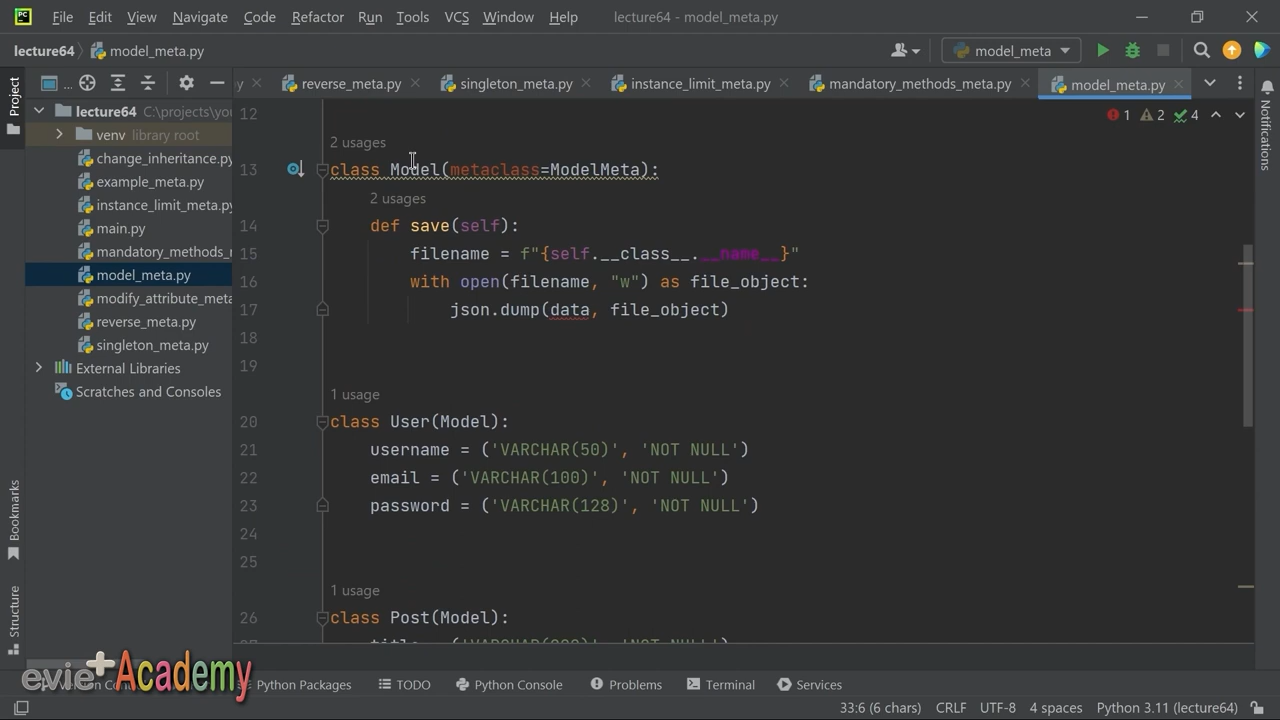 File Edit View Navigate Code Refactor Run Tools VCS Window Help lecture64 - model_meta.py
lecture64 model_meta.py model_meta
Project
reverse_meta.py singleton_meta.py instance_limit_meta.py mandatory_methods_meta.py model_meta.py
Notifications
lecture64 C:\projects\you
venv library root
change_inheritance.py
example_meta.py
instance_limit_meta.py
main.py
mandatory_methods_
model_meta.py
modify_attribute_meta
reverse_meta.py
singleton_meta.py
External Libraries
Scratches and Consoles
Bookmarks
Structure
1 2 4
12
2 usages
13 class Model(metaclass=ModelMeta):
2 usages
14 def save(self):
15 filename = f"{self.__class__.__name__}"
16 with open(filename, "w") as file_object:
17 json.dump(data, file_object)
18
19
1 usage
20 class User(Model):
21 username = ('VARCHAR(50)', 'NOT NULL')
22 email = ('VARCHAR(100)', 'NOT NULL')
23 password = ('VARCHAR(128)', 'NOT NULL')
24
25
1 usage
26 class Post(Model):
evie+Academy
Python Packages TODO Python Console Problems Terminal Services
33:6 (6 chars) CRLF UTF-8 4 spaces Python 3.11 (lecture64)